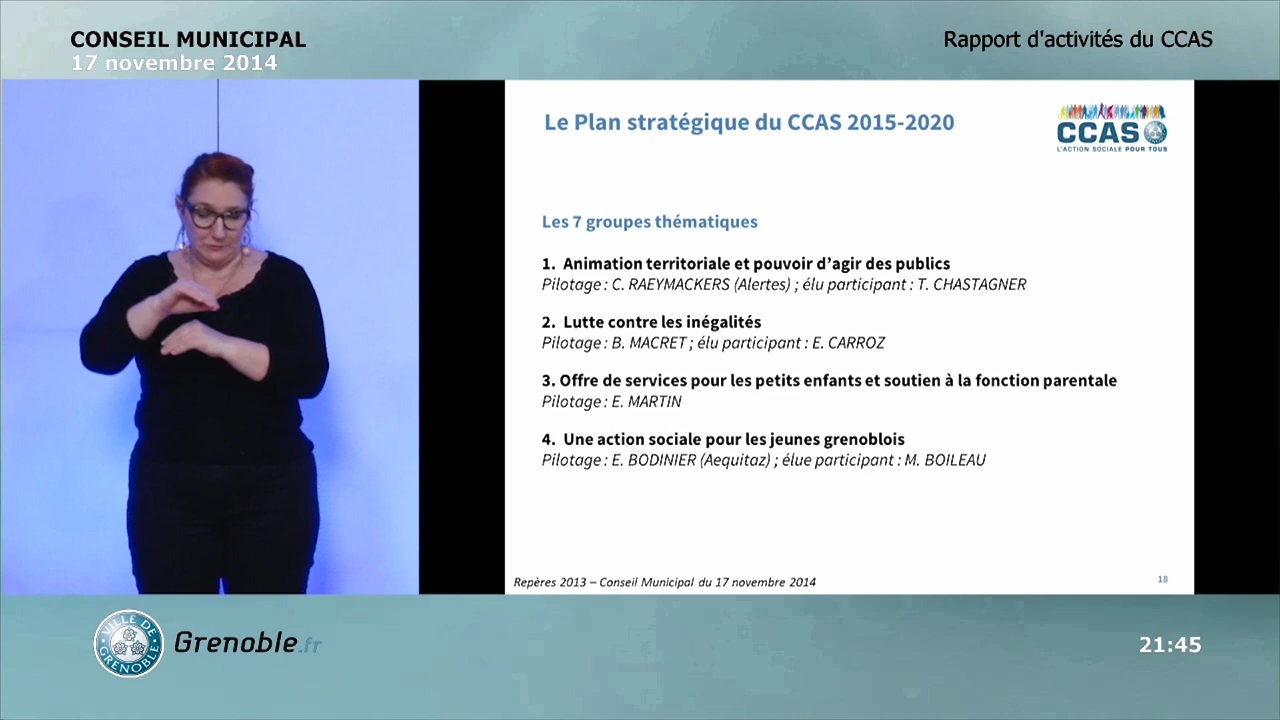 CONSEIL MUNICIPAL
17 novembre 2014
Rapport d'activités du CCAS
Le Plan stratégique du CCAS 2015-2020
CCAS
L'ACTION SOCIALE POUR TOUS
Les 7 groupes thématiques
1. Animation territoriale et pouvoir d’agir des publics
Pilotage : C. RAEYMACKERS (Alertes) ; élu participant : T. CHASTAGNER
2. Lutte contre les inégalités
Pilotage : B. MACRET ; élu participant : E. CARROZ
3. Offre de services pour les petits enfants et soutien à la fonction parentale
Pilotage : E. MARTIN
4. Une action sociale pour les jeunes grenoblois
Pilotage : E. BODINIER (Aequitaz) ; élue participant : M. BOILEAU
Repères 2013 – Conseil Municipal du 17 novembre 2014
18
VILLE DE GRENOBLE
Grenoble.fr
21:45